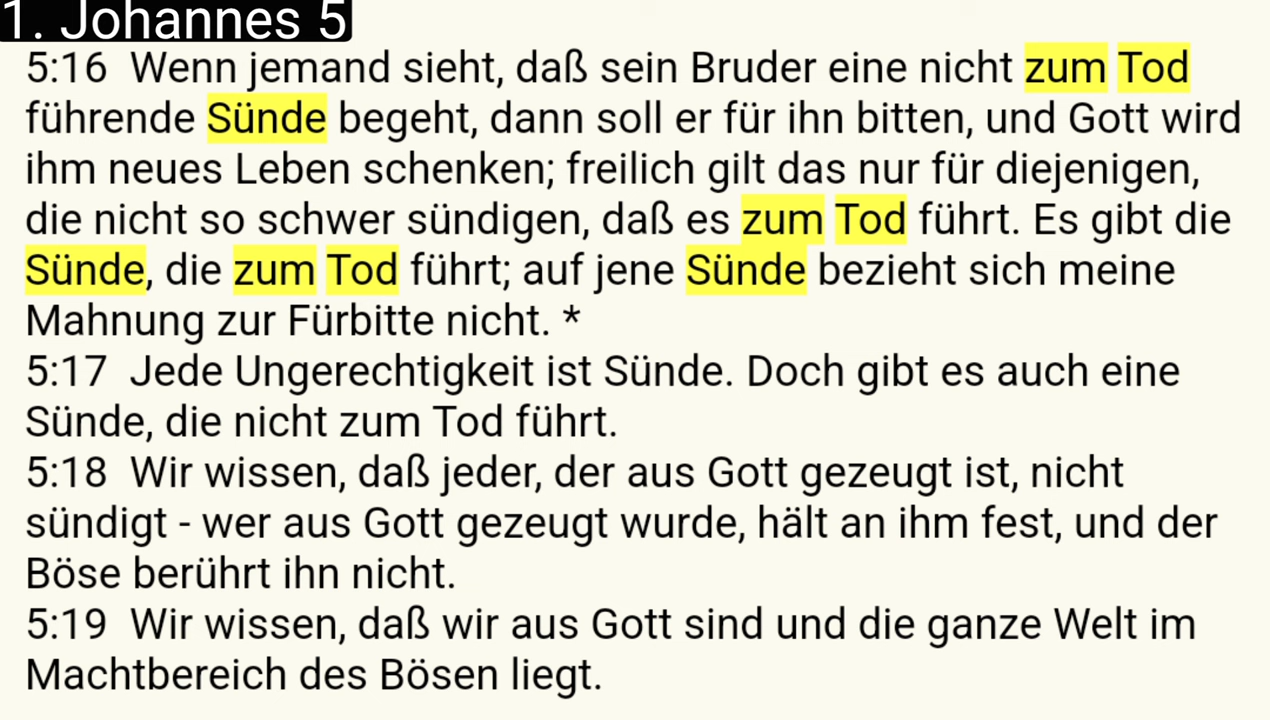 1. Johannes 5
5:16 Wenn jemand sieht, daß sein Bruder eine nicht zum Tod
führende Sünde begeht, dann soll er für ihn bitten, und Gott wird
ihm neues Leben schenken; freilich gilt das nur für diejenigen,
die nicht so schwer sündigen, daß es zum Tod führt. Es gibt die
Sünde, die zum Tod führt; auf jene Sünde bezieht sich meine
Mahnung zur Fürbitte nicht. *
5:17 Jede Ungerechtigkeit ist Sünde. Doch gibt es auch eine
Sünde, die nicht zum Tod führt.
5:18 Wir wissen, daß jeder, der aus Gott gezeugt ist, nicht
sündigt - wer aus Gott gezeugt wurde, hält an ihm fest, und der
Böse berührt ihn nicht.
5:19 Wir wissen, daß wir aus Gott sind und die ganze Welt im
Machtbereich des Bösen liegt.